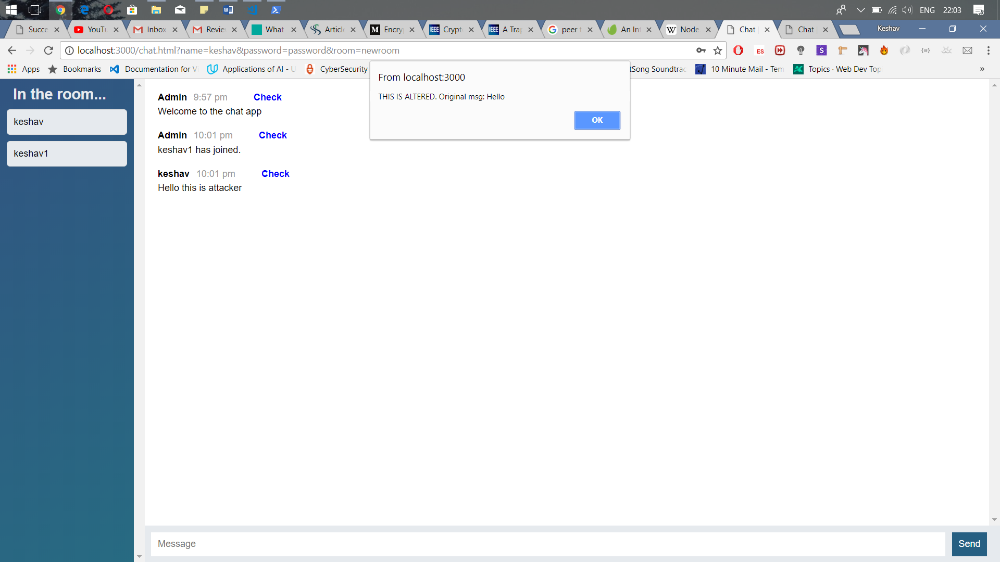 ENG 22:03
Succe YouTu Inbox Review What Article Encry Crypt A Tra peer t An Int Node Chat Chat Keshav
localhost:3000/chat.html?name=keshav&password=password&room=newroom ES
Apps Bookmarks Documentation for Vi Applications of AI - U CyberSecurity tSong Soundtrac 10 Minute Mail - Tem Topics · Web Dev Top »
From localhost:3000
THIS IS ALTERED. Original msg: Hello
OK
In the room...
keshav
keshav1
Admin 9:57 pm Check
Welcome to the chat app
Admin 10:01 pm Check
keshav1 has joined.
keshav 10:01 pm Check
Hello this is attacker
Message
Send